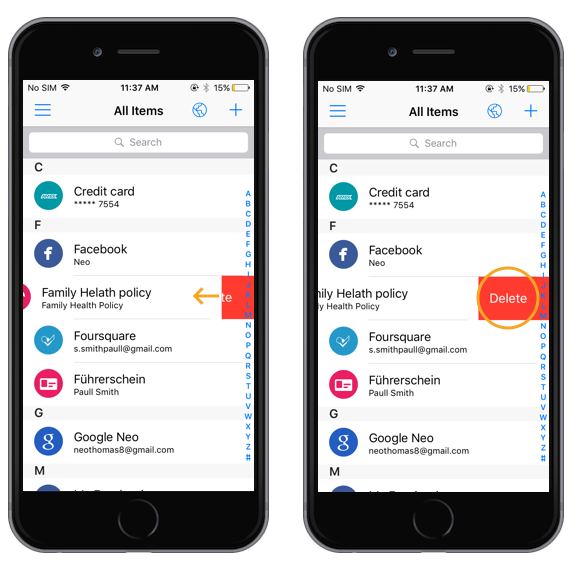 No SIM 11:37 AM 15%
All Items
Search
C
Credit card
***** 7554
F
Facebook
Neo
Family Helath policy
Family Health Policy
te
Foursquare
s.smithpaull@gmail.com
Führerschein
Paull Smith
G
g
Google Neo
neothomas8@gmail.com
M
A
B
C
D
E
F
G
H
I
J
K
L
M
N
O
P
Q
R
S
T
U
V
W
X
Y
Z
#
No SIM 11:37 AM 15%
All Items
Search
C
Credit card
***** 7554
F
Facebook
Neo
ily Helath policy
ily Health Policy
Delete
Foursquare
s.smithpaull@gmail.com
Führerschein
Paull Smith
G
g
Google Neo
neothomas8@gmail.com
M
A
B
C
D
E
F
G
H
I
N
O
P
Q
R
S
T
U
V
W
X
Y
Z
#